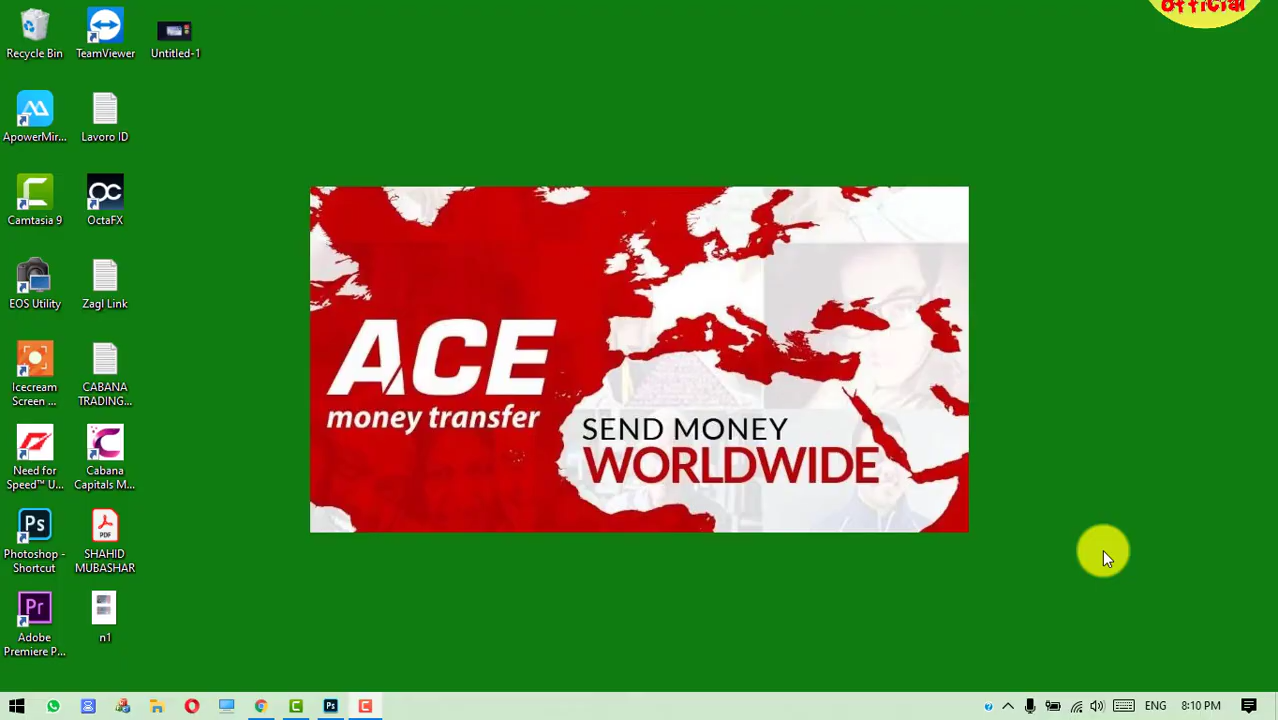 official
Recycle Bin
TeamViewer
Untitled-1
ApowerMir...
Lavoro ID
Camtasia 9
OctaFX
EOS Utility
Zagl Link
Icecream
Screen ...
CABANA
TRADING...
Need for
Speed™ U...
Cabana
Capitals M...
Photoshop -
Shortcut
SHAHID
MUBASHAR
Adobe
Premiere P...
n1
ACE
money transfer
SEND MONEY
WORLDWIDE
ENG
8:10 PM